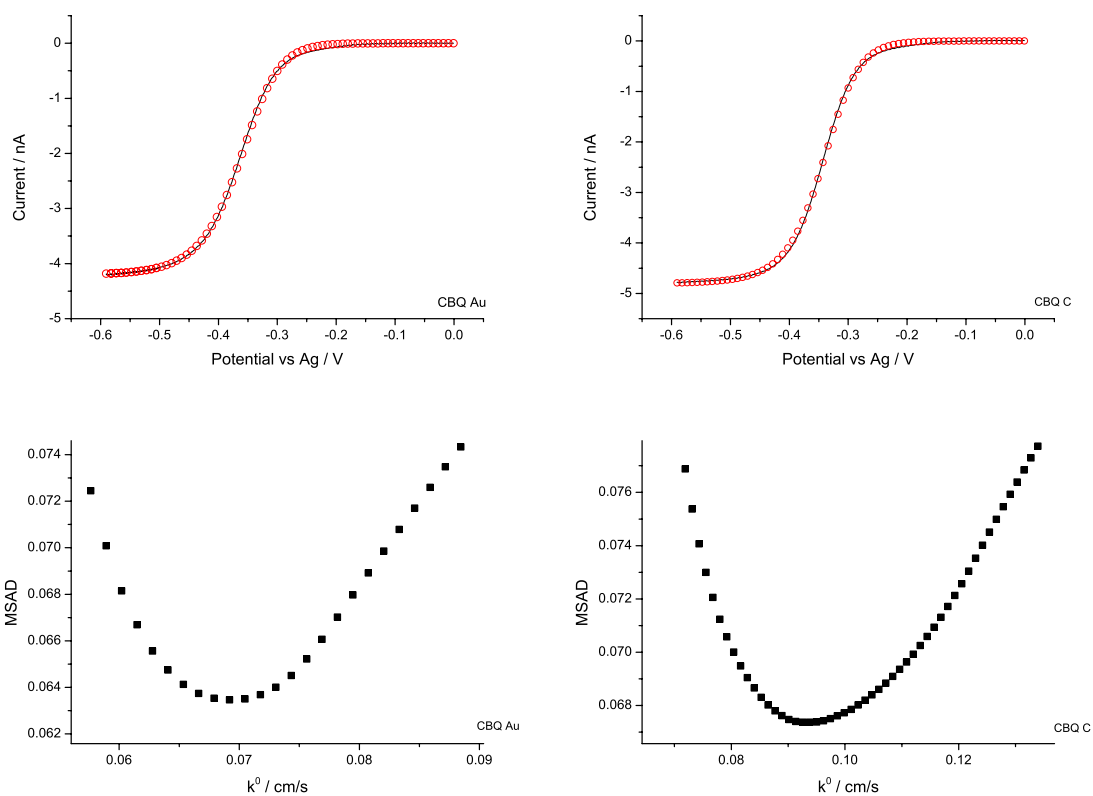 0
-1
-2
-3
-4
-5
-0.6 -0.5 -0.4 -0.3 -0.2 -0.1 0.0
Current / nA
Potential vs Ag / V
CBQ Au
0
-1
-2
-3
-4
-5
-0.6 -0.5 -0.4 -0.3 -0.2 -0.1 0.0
Current / nA
Potential vs Ag / V
CBQ C
0.074
0.072
0.070
0.068
0.066
0.064
0.062
0.06 0.07 0.08 0.09
MSAD
k⁰ / cm/s
CBQ Au
0.076
0.074
0.072
0.070
0.068
0.08 0.10 0.12
MSAD
k⁰ / cm/s
CBQ C